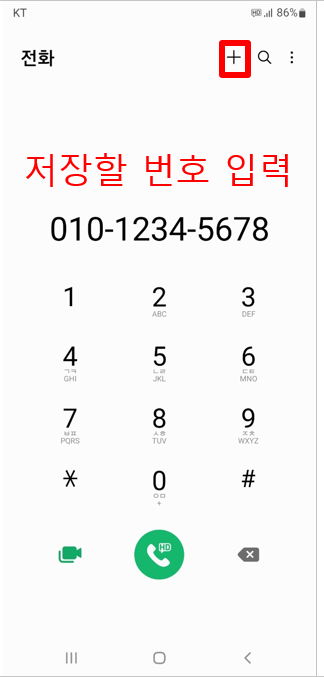 KT 86%
전화
저장할 번호 입력
010-1234-5678
1 2 3
ABC DEF
4 5 6
ㄱㅋ ㄴㄹ ㄷㅌ
GHI JKL MNO
7 8 9
ㅂㅍ ㅅㅎ ㅈㅊ
PQRS TUV WXYZ
* 0 #
ㅇㅁ
+
HD